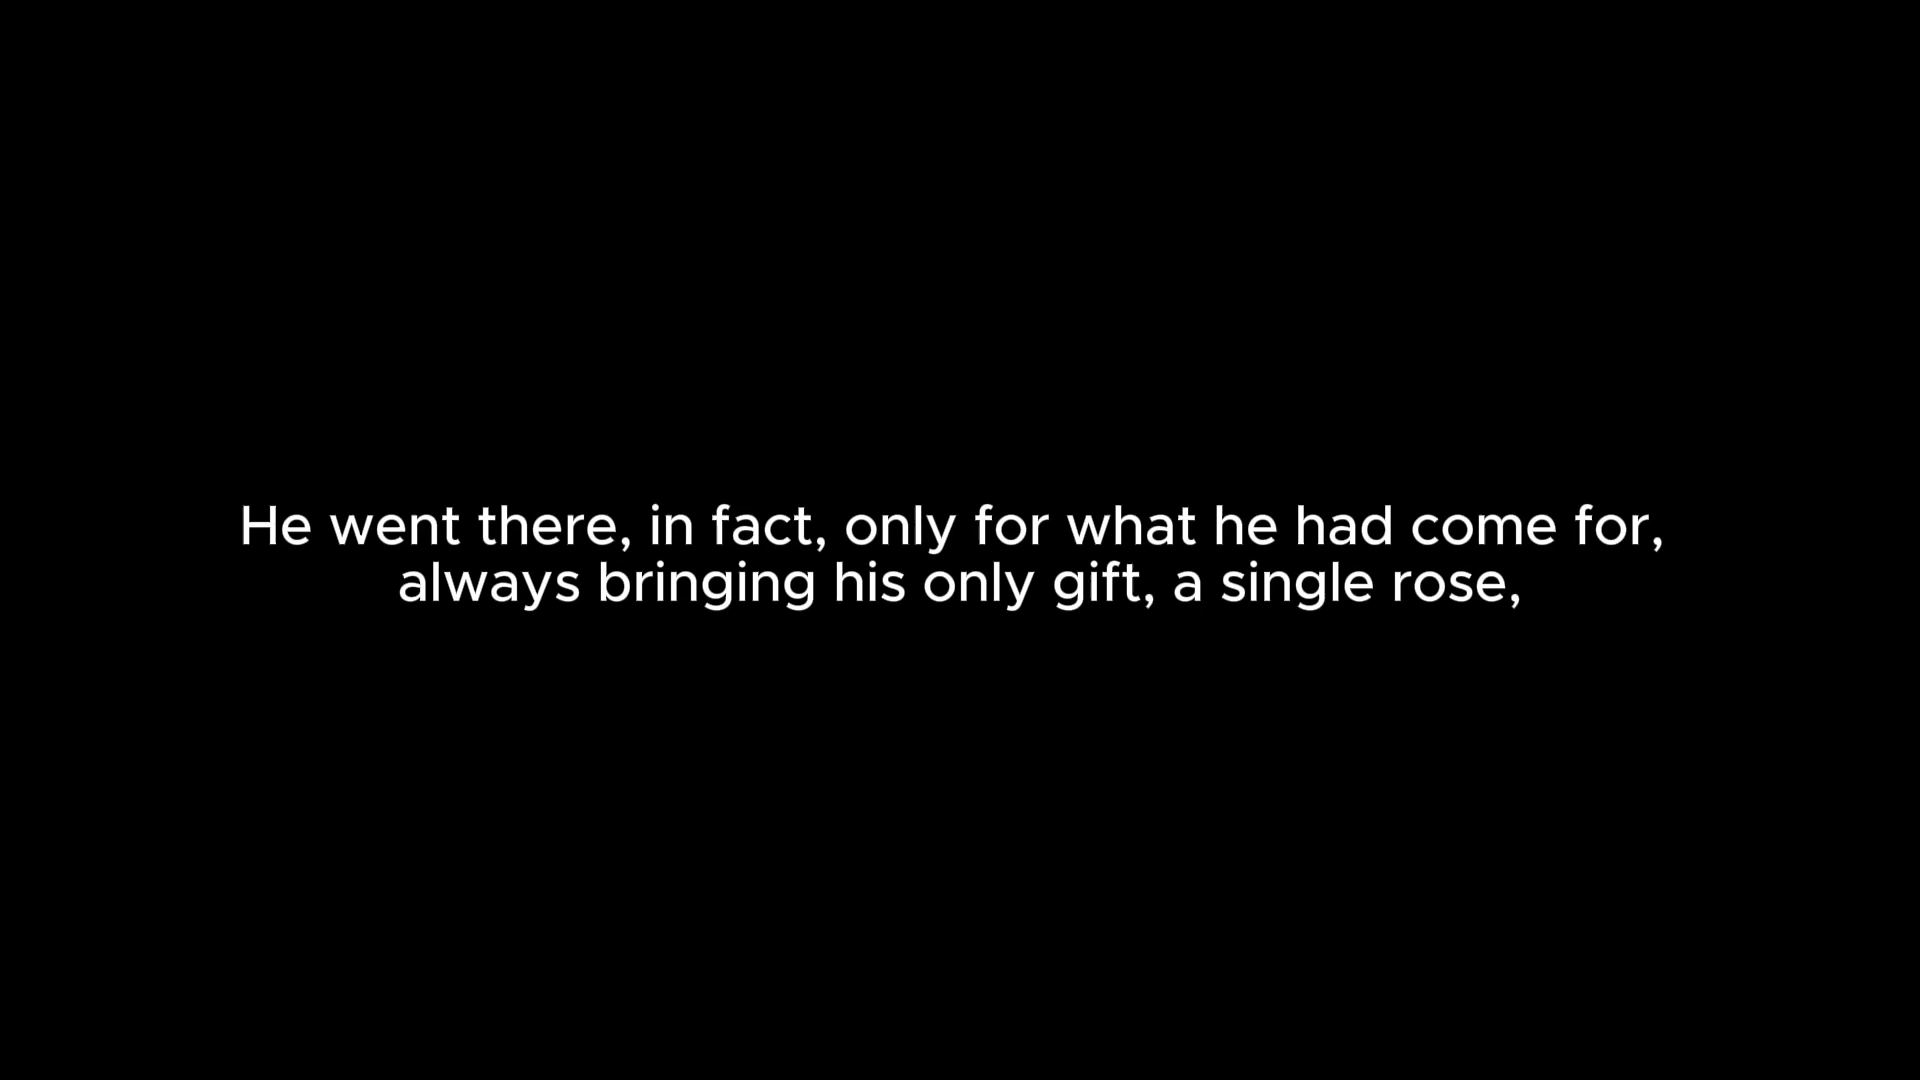 He went there, in fact, only for what he had come for,
always bringing his only gift, a single rose,